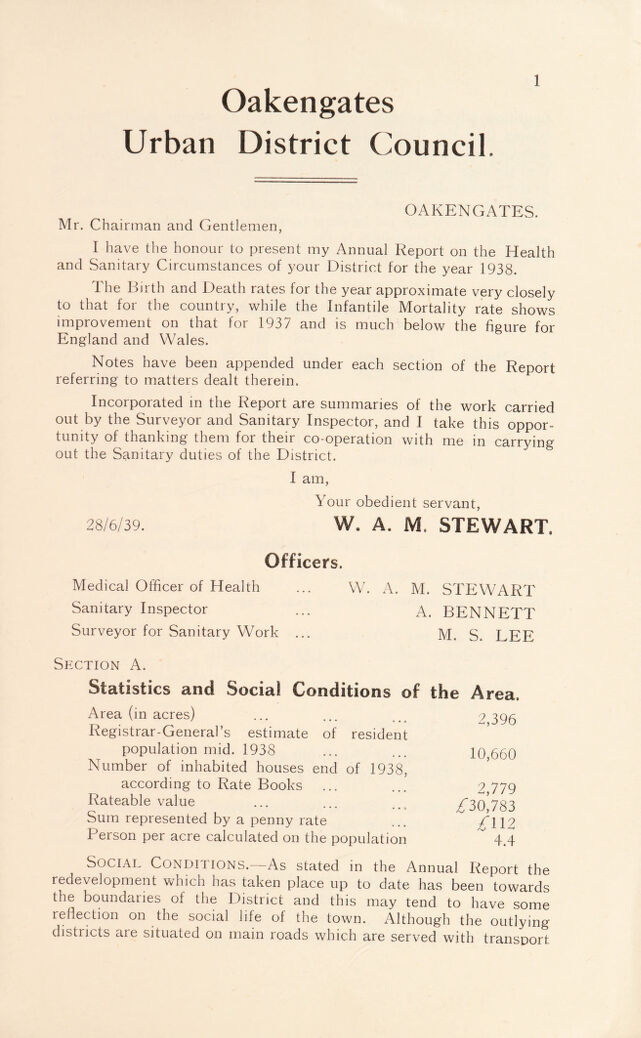 1
Oakengates
Urban District Council.
OAKENGATES.
Mr. Chairman and Gentlemen,
I have the honour to present my Annual Report on the Health
and Sanitary Circumstances of your District for the year 1938.
The Birth and Death rates for the year approximate very closely
to that for the country, while the Infantile Mortality rate shows
improvement on that for 1937 and is much below the figure for
England and Wales.
Notes have been appended under each section of the Report
referring to matters dealt therein.
Incorporated in the Report are summaries of the work carried
out by the Surveyor and Sanitary Inspector, and I take this oppor-
tunity of thanking them for their co-operation with me in carrying
out the Sanitary duties of the District.
I am,
Your obedient servant,
28/6/39. W. A. M. STEWART.
Officers.
Medical Officer of Health ... W. A. M. STEWART
Sanitary Inspector ... A. BENNETT
Surveyor for Sanitary Work ... M. S. LEE
SECTION A.
Statistics and Social Conditions of the Area.
Area (in acres) ... ... ... 2,396
Registrar-General's estimate of resident
population mid. 1938 ... ... 10,660
Number of inhabited houses end of 1938,
according to Rate Books ... ... 2,779
Rateable value ... ... ... £30,783
Sum represented by a penny rate ... £112
Person per acre calculated on the population 4.4
SOCIAL CONDITIONS.—As stated in the Annual Report the
redevelopment which has taken place up to date has been towards
the boundaries of the District and this may tend to have some
reflection on the social life of the town. Although the outlying
districts are situated on main roads which are served with transport